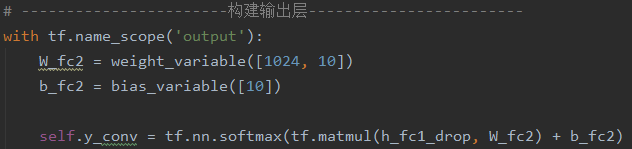 # -----------------------构建输出层------------------------
with tf.name_scope('output'):
    W_fc2 = weight_variable([1024, 10])
    b_fc2 = bias_variable([10])
    self.y_conv = tf.nn.softmax(tf.matmul(h_fc1_drop, W_fc2) + b_fc2)